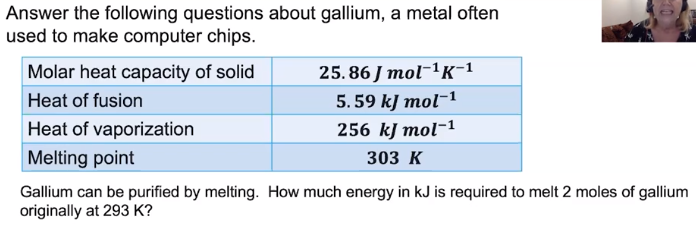 Answer the following questions about gallium, a metal often
used to make computer chips.
Molar heat capacity of solid 25.86 J mol⁻¹K⁻¹
Heat of fusion 5.59 kJ mol⁻¹
Heat of vaporization 256 kJ mol⁻¹
Melting point 303 K
Gallium can be purified by melting. How much energy in kJ is required to melt 2 moles of gallium
originally at 293 K?